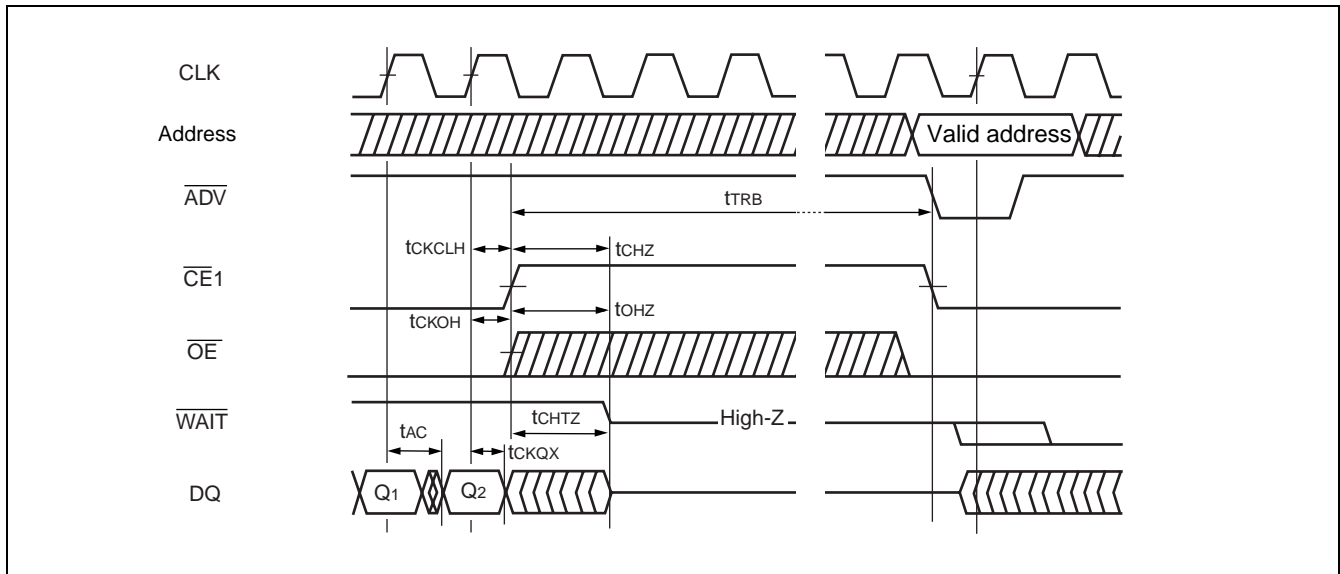 CLK
Address
Valid address
ADV
tTRB
tCKCLH
tCHZ
CE1
tOHZ
tCKOH
OE
WAIT
tCHTZ
High-Z
tAC
tCKQX
DQ
Q1
Q2